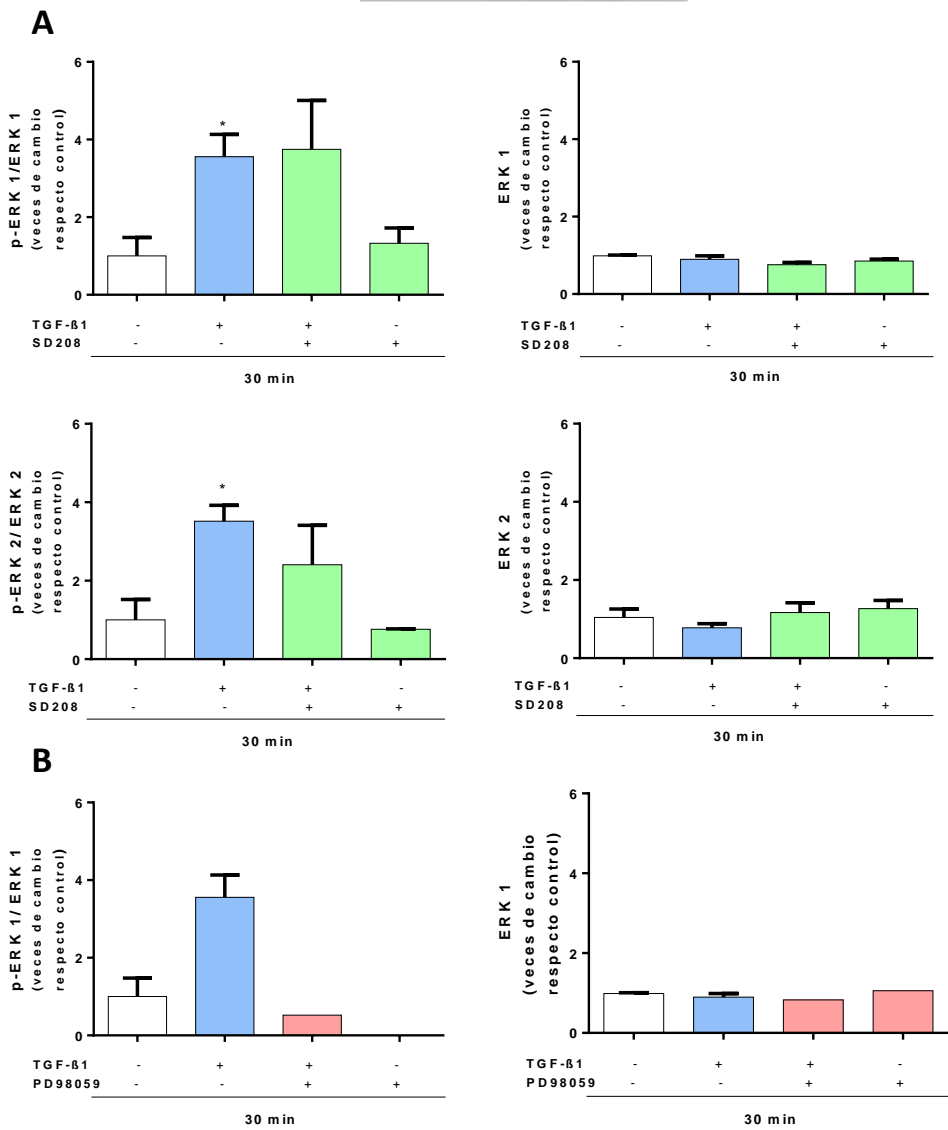 A
p-ERK 1/ERK 1
(veces de cambio
respecto control)
6
4
2
0
*
TGF-ß1 - + + -
SD208 - - + +
30 min
ERK 1
(veces de cambio
respecto control)
6
4
2
0
TGF-ß1 - + + -
SD208 - - + +
30 min
p-ERK 2/ ERK 2
(veces de cambio
respecto control)
6
4
2
0
*
TGF-ß1 - + + -
SD208 - - + +
30 min
ERK 2
(veces de cambio
respecto control)
6
4
2
0
TGF-ß1 - + + -
SD208 - - + +
30 min
B
p-ERK 1/ ERK 1
(veces de cambio
respecto control)
6
4
2
0
TGF-ß1 - + + -
PD98059 - - + +
30 min
ERK 1
(veces de cambio
respecto control)
6
4
2
0
TGF-ß1 - + + -
PD98059 - - + +
30 min